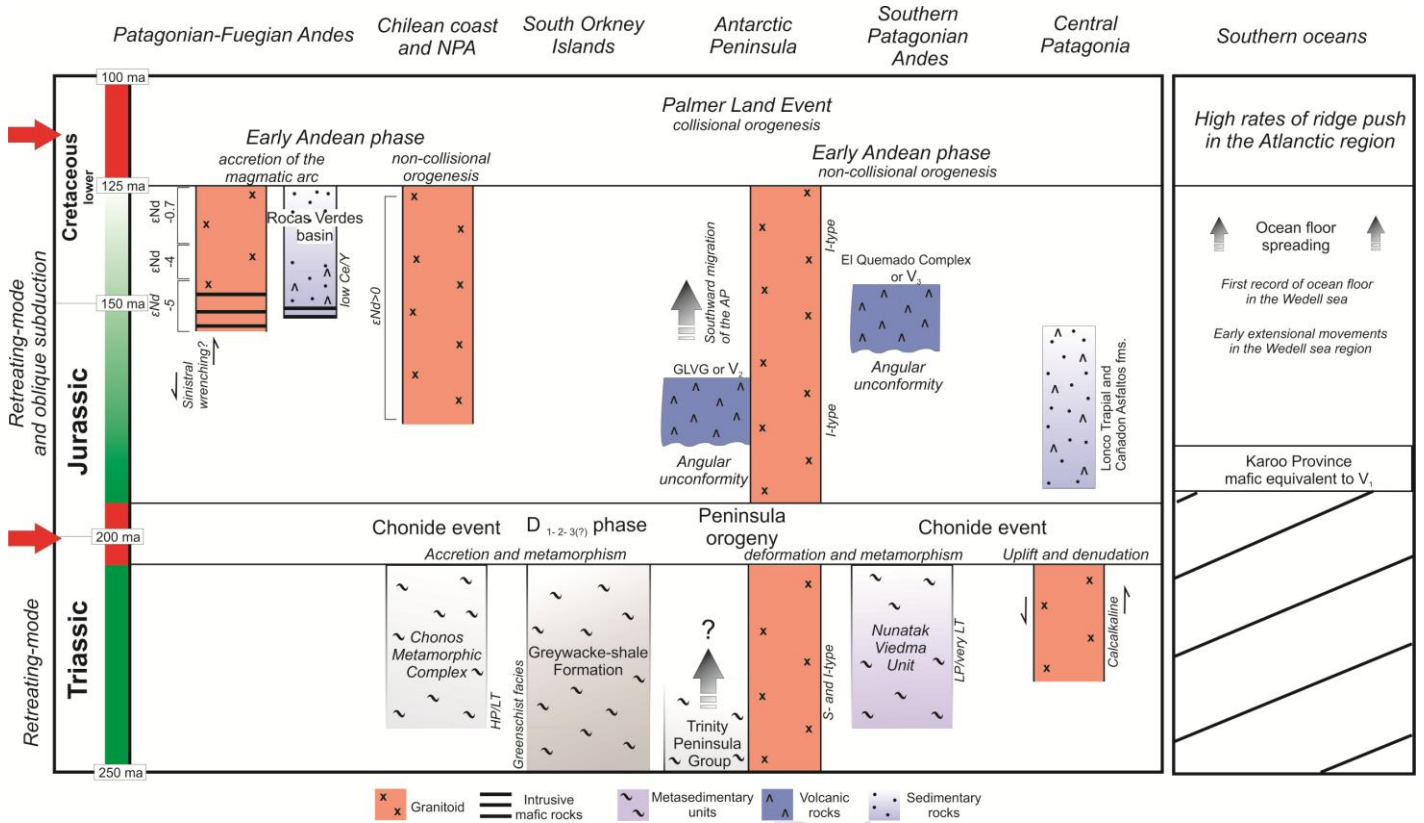 Patagonian-Fuegian Andes
Chilean coast
and NPA
South Orkney
Islands
Antarctic
Peninsula
Southern
Patagonian
Andes
Central
Patagonia
Southern oceans
100 ma
125 ma
150 ma
200 ma
250 ma
Retreating-mode
and oblique subduction
Retreating-mode
Cretaceous
lower
Jurassic
Triassic
Palmer Land Event
collisional orogenesis
Early Andean phase
accretion of the
magmatic arc
non-collisional
orogenesis
Early Andean phase
non-collisional orogenesis
High rates of ridge push
in the Atlantic region
εNd
-0.7
εNd
-4
εNd
-5
Rocas Verdes
basin
low Ce/Y
Sinistral
wrenching?
εNd>0
Southward migration
of the AP
GLVG or V2
Angular
unconformity
I-type
I-type
El Quemado Complex
or V3
Angular
unconformity
Lonco Trapial and
Cañadon Asfaltos fms.
Ocean floor
spreading
First record of ocean floor
in the Wedell sea
Early extensional movements
in the Wedell sea region
Karoo Province
mafic equivalent to V1
Chonide event
D 1- 2- 3(?) phase
Accretion and metamorphism
Peninsula
orogeny
Chonide event
deformation and metamorphism
Uplift and denudation
Chonos
Metamorphic
Complex
HP/LT
Greenschist facies
Greywacke-shale
Formation
?
Trinity
Peninsula
Group
S- and I-type
Nunatak
Viedma
Unit
LP/very LT
Calcalkaline
Granitoid
Intrusive
mafic rocks
Metasedimentary
units
Volcanic
rocks
Sedimentary
rocks